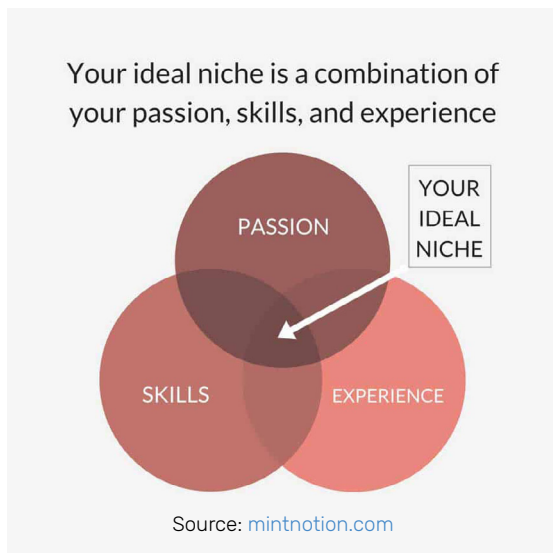 Your ideal niche is a combination of
your passion, skills, and experience
PASSION
YOUR
IDEAL
NICHE
SKILLS
EXPERIENCE
Source: mintnotion.com